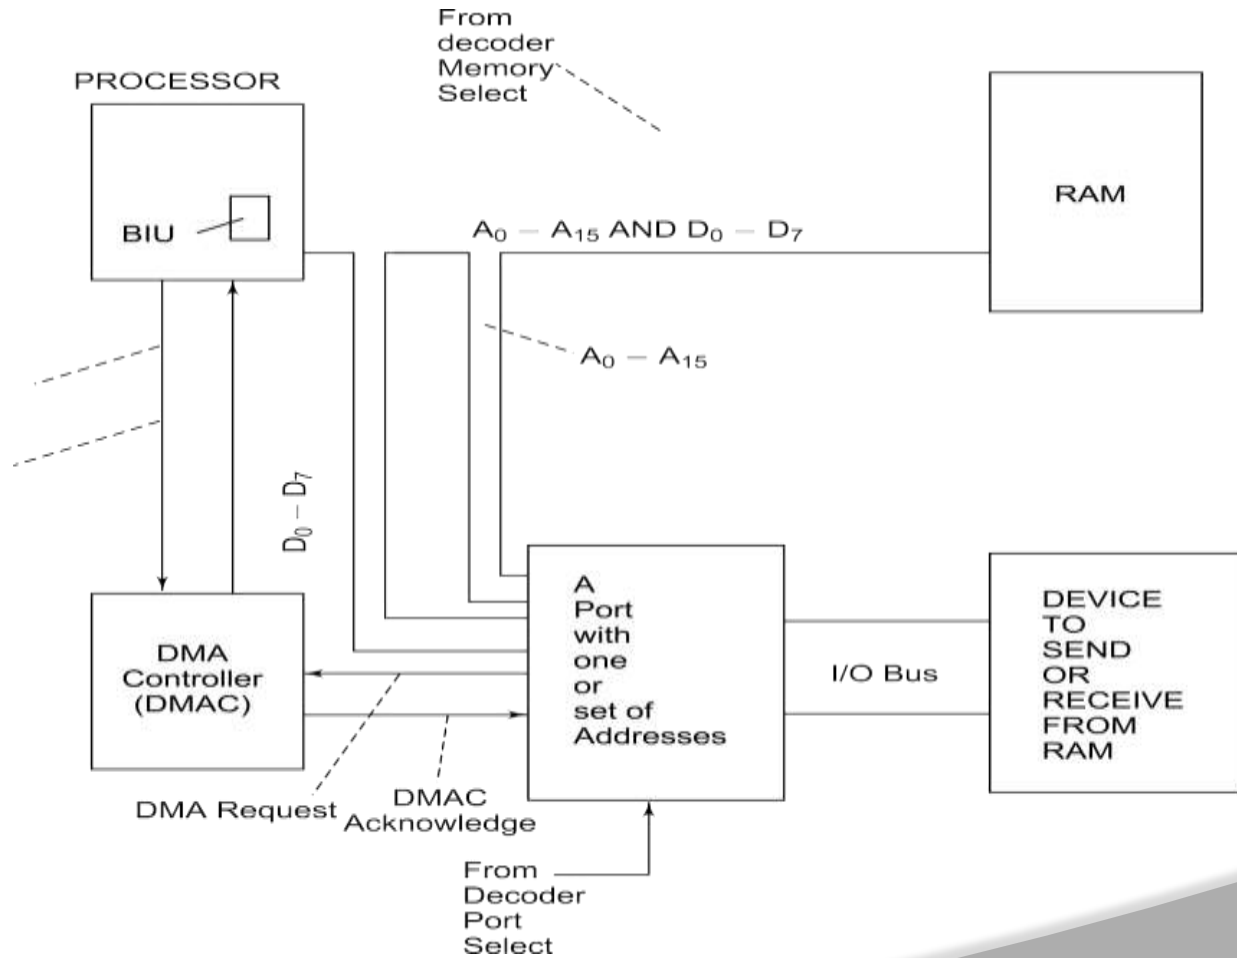 From
decoder
Memory
Select
PROCESSOR
BIU
RAM
A₀ – A₁₅ AND D₀ – D₇
A₀ – A₁₅
D₀ – D₇
DMA
Controller
(DMAC)
A
Port
with
one
or
set of
Addresses
I/O Bus
DEVICE
TO
SEND
OR
RECEIVE
FROM
RAM
DMA Request
DMAC
Acknowledge
From
Decoder
Port
Select